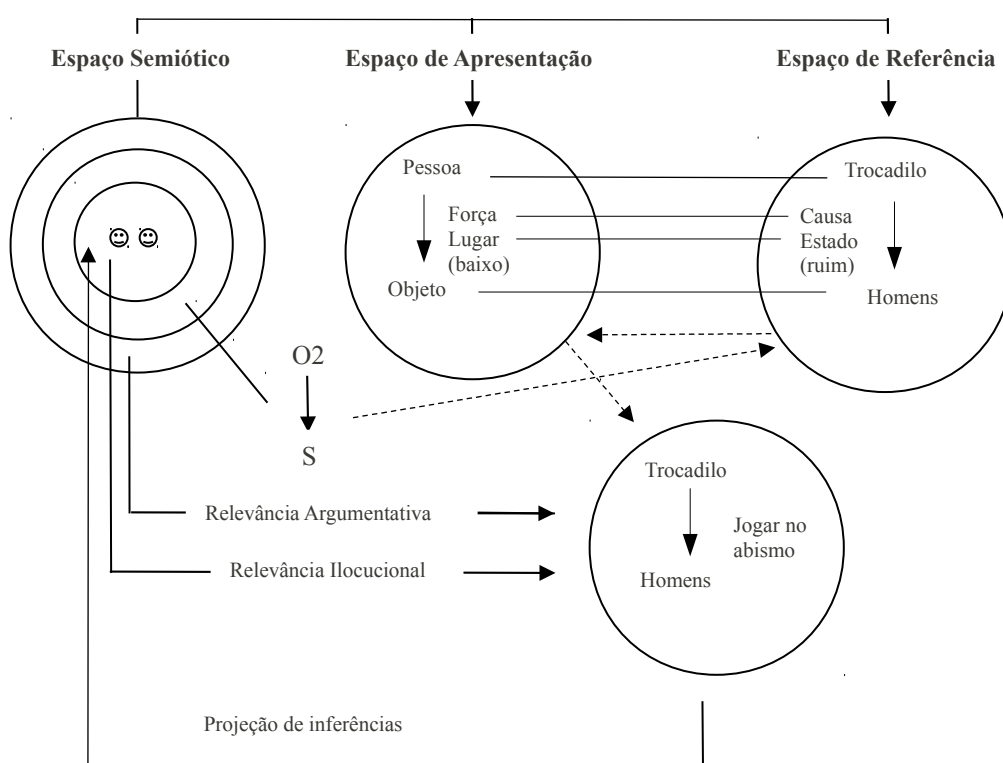 Espaço Semiótico
Espaço de Apresentação
Espaço de Referência
Pessoa
Força
Lugar
(baixo)
Objeto
Trocadilo
Causa
Estado
(ruim)
Homens
O2
S
Trocadilo
Jogar no
abismo
Homens
Relevância Argumentativa
Relevância Ilocucional
Projeção de inferências